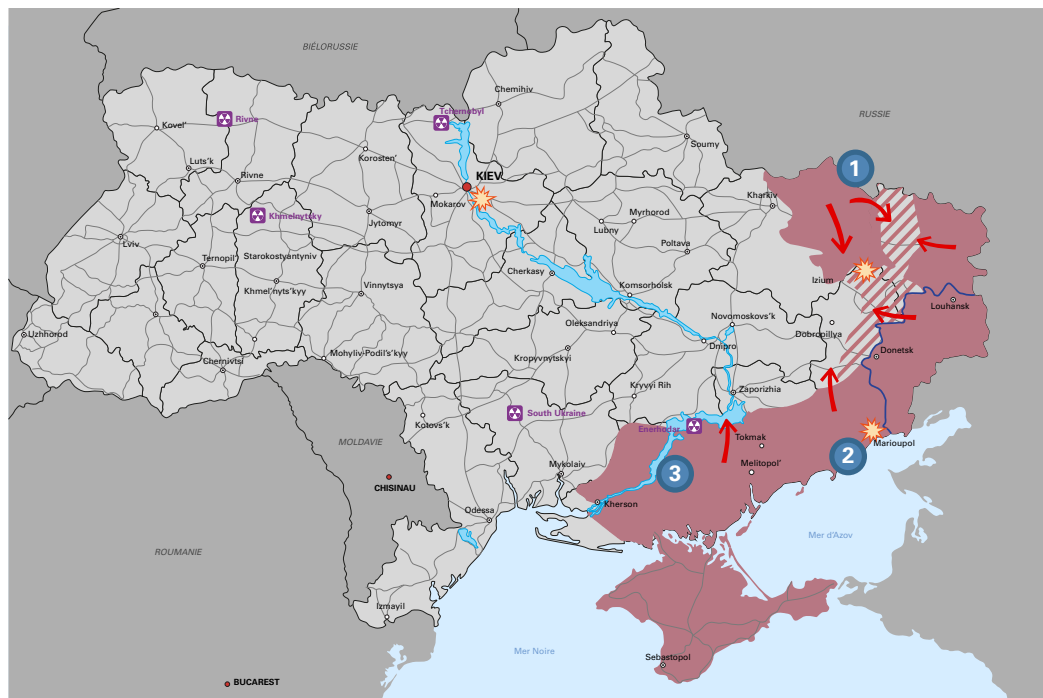 BIÉLORUSSIE
Chernihiv
Tchernobyl
RUSSIE
Rivne
Kovel'
Soumy
Korosten'
Luts'k
KIEV
Rivne
1
Mokarov
Kharkiv
Khmelnytsky
Jytomyr
Myrhorod
Lubny
Lviv
Poltava
Starokostyantyniv
Ternopil'
Cherkasy
Izium
Khmel'nyts'kyy
Vinnytsya
Komsorholsk
Louhansk
Novomoskovs'k
Oleksandriya
Uzhhorod
Dobropillya
Dnipro
Donetsk
Mohyliv-Podil's'kyy
Kropyvnytskyi
Chernivtsi
Kryvyi Rih
Zaporizhia
South Ukraine
Kotovs'k
Enerhodar
MOLDAVIE
Tokmak
Marioupol
2
Mykolaiv
Melitopol'
3
CHISINAU
Kherson
Odessa
Mer d'Azov
ROUMANIE
Izmayil
Mer Noire
Sebastopol
BUCAREST